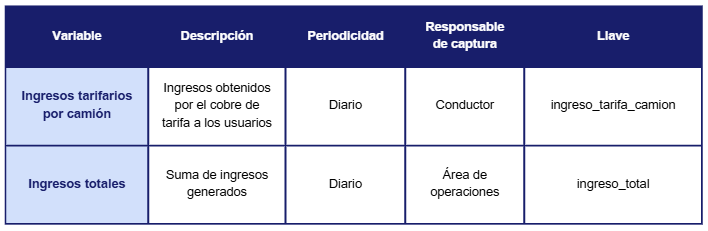 Variable
Descripción
Periodicidad
Responsable
de captura
Llave
Ingresos tarifarios
por camión
Ingresos obtenidos
por el cobre de
tarifa a los usuarios
Diario
Conductor
ingreso_tarifa_camion
Ingresos totales
Suma de ingresos
generados
Diario
Área de
operaciones
ingreso_total